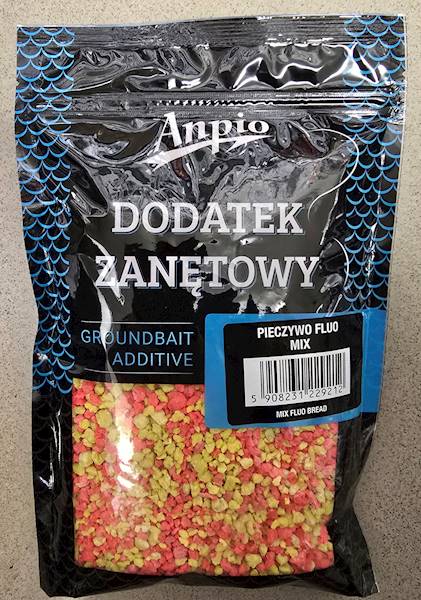 Anpio
DODATEK
ZANĘTOWY
GROUNDBAIT
ADDITIVE
PIECZYWO FLUO
MIX
5 908231 229212
MIX FLUO BREAD